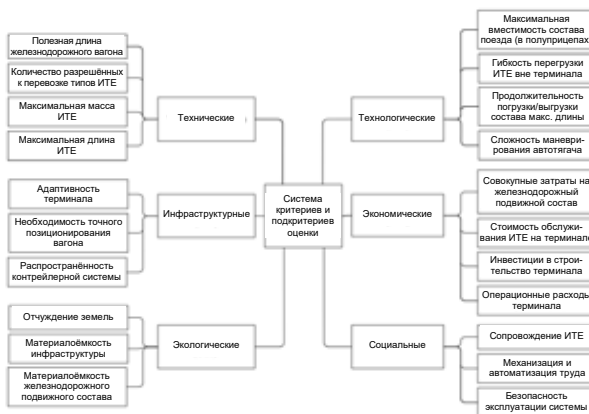 Полезная длина
железнодорожного вагона
Количество разрешённых
к перевозке типов ИТЕ
Максимальная масса
ИТЕ
Максимальная длина
ИТЕ
Технические
Адаптивность
терминала
Необходимость точного
позиционирования
вагона
Распространённость
контрейлерной системы
Инфраструктурные
Отчуждение земель
Материалоёмкость
инфраструктуры
Материалоёмкость
железнодорожного
подвижного состава
Экологические
Система
критериев и
подкритериев
оценки
Технологические
Максимальная
вместимость состава
поезда (в полуприцепах)
Гибкость перегрузки
ИТЕ вне терминала
Продолжительность
погрузки/выгрузки
состава макс. длины
Сложность маневри-
рования автотягача
Экономические
Совокупные затраты на
железнодорожный
подвижной состав
Стоимость обслужи-
вания ИТЕ на терминале
Инвестиции в строи-
тельство терминала
Операционные расходы
терминала
Социальные
Сопровождение ИТЕ
Механизация и
автоматизация труда
Безопасность
эксплуатации системы